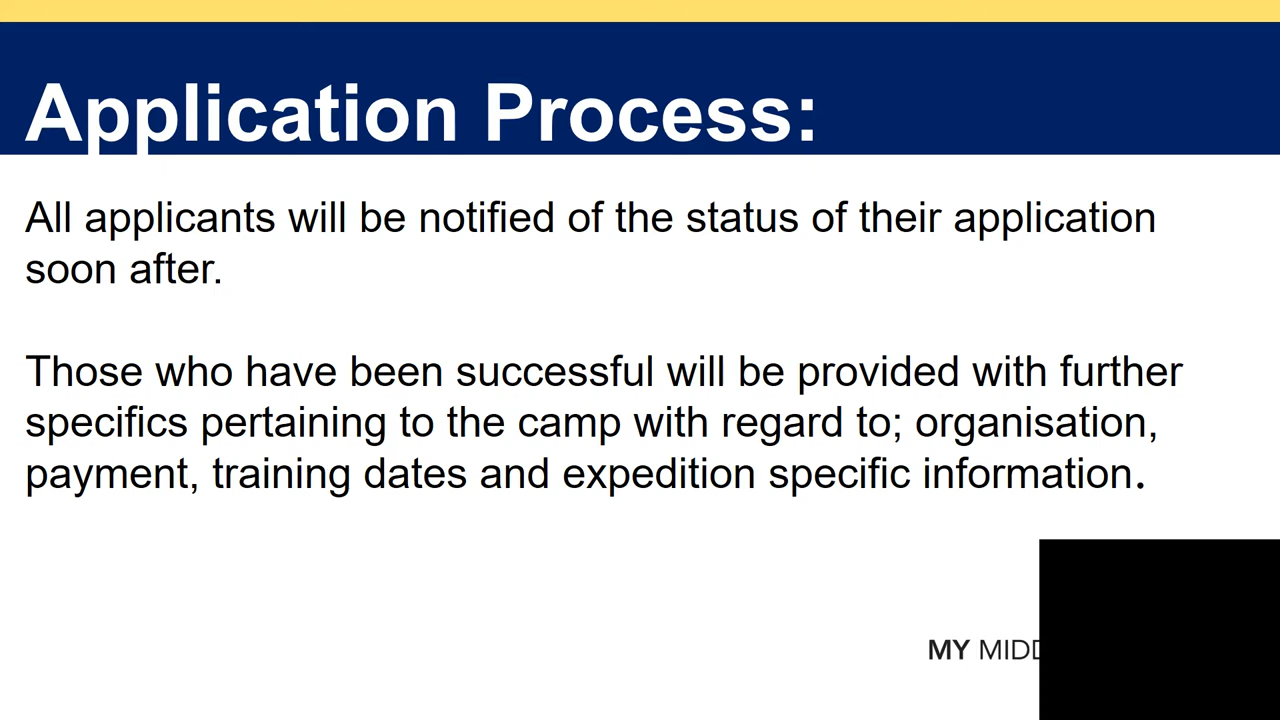 Application Process:
All applicants will be notified of the status of their application
soon after.
Those who have been successful will be provided with further
specifics pertaining to the camp with regard to; organisation,
payment, training dates and expedition specific information.
MY